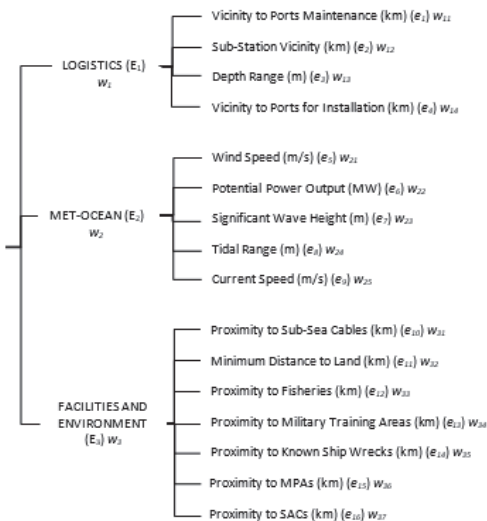 Vicinity to Ports Maintenance (km) (e₁) w₁₁
Sub-Station Vicinity (km) (e₂) w₁₂
LOGISTICS (E₁)
w₁
Depth Range (m) (e₃) w₁₃
Vicinity to Ports for Installation (km) (e₄) w₁₄
Wind Speed (m/s) (e₅) w₂₁
Potential Power Output (MW) (e₆) w₂₂
MET-OCEAN (E₂)
w₂
Significant Wave Height (m) (e₇) w₂₃
Tidal Range (m) (e₈) w₂₄
Current Speed (m/s) (e₉) w₂₅
Proximity to Sub-Sea Cables (km) (e₁₀) w₃₁
Minimum Distance to Land (km) (e₁₁) w₃₂
Proximity to Fisheries (km) (e₁₂) w₃₃
FACILITIES AND
ENVIRONMENT
(E₃) w₃
Proximity to Military Training Areas (km) (e₁₃) w₃₄
Proximity to Known Ship Wrecks (km) (e₁₄) w₃₅
Proximity to MPAs (km) (e₁₅) w₃₆
Proximity to SACs (km) (e₁₆) w₃₇